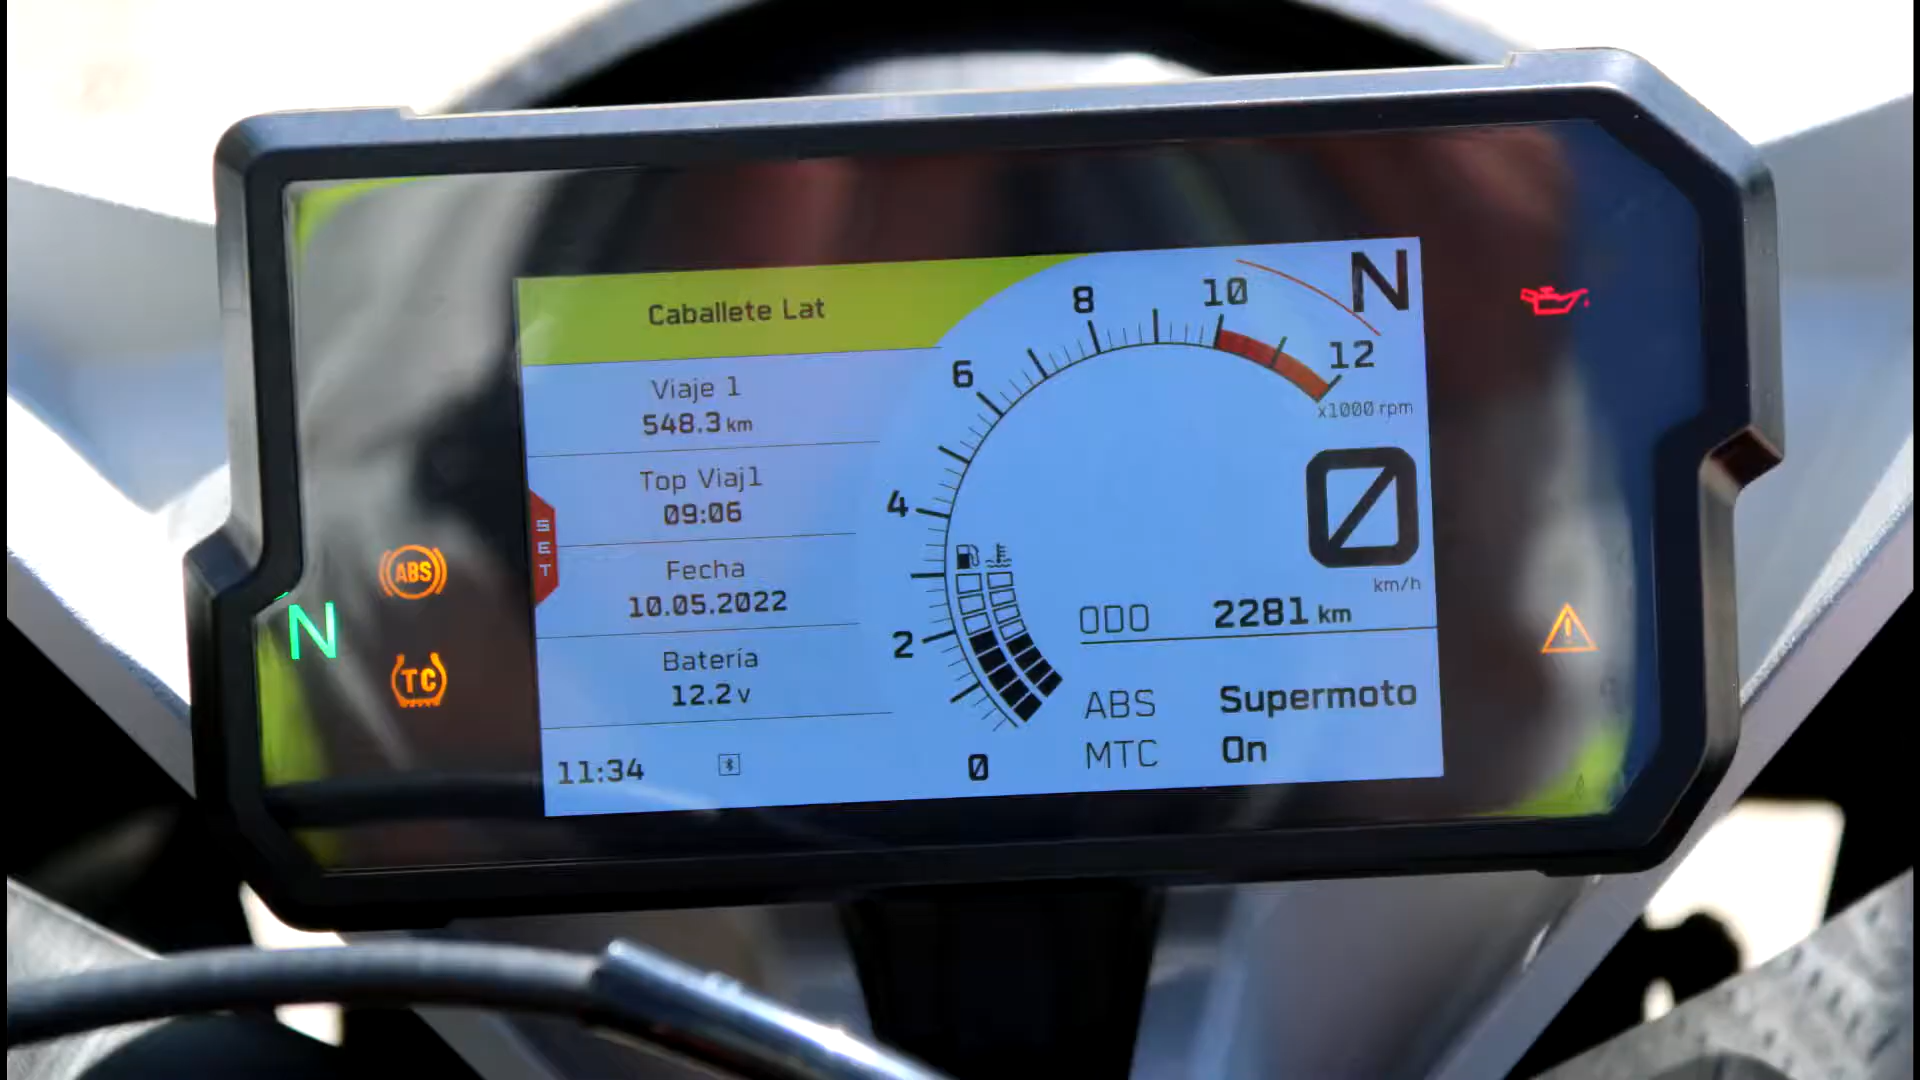 Caballete Lat
Viaje 1
548.3 km
Top Viaj1
09:06
Fecha
10.05.2022
Batería
12.2 v
11:34
SET
ABS
N
TC
0
2
4
6
8
10
12
x1000 rpm
N
0
km/h
ODO 2281 km
ABS Supermoto
MTC On